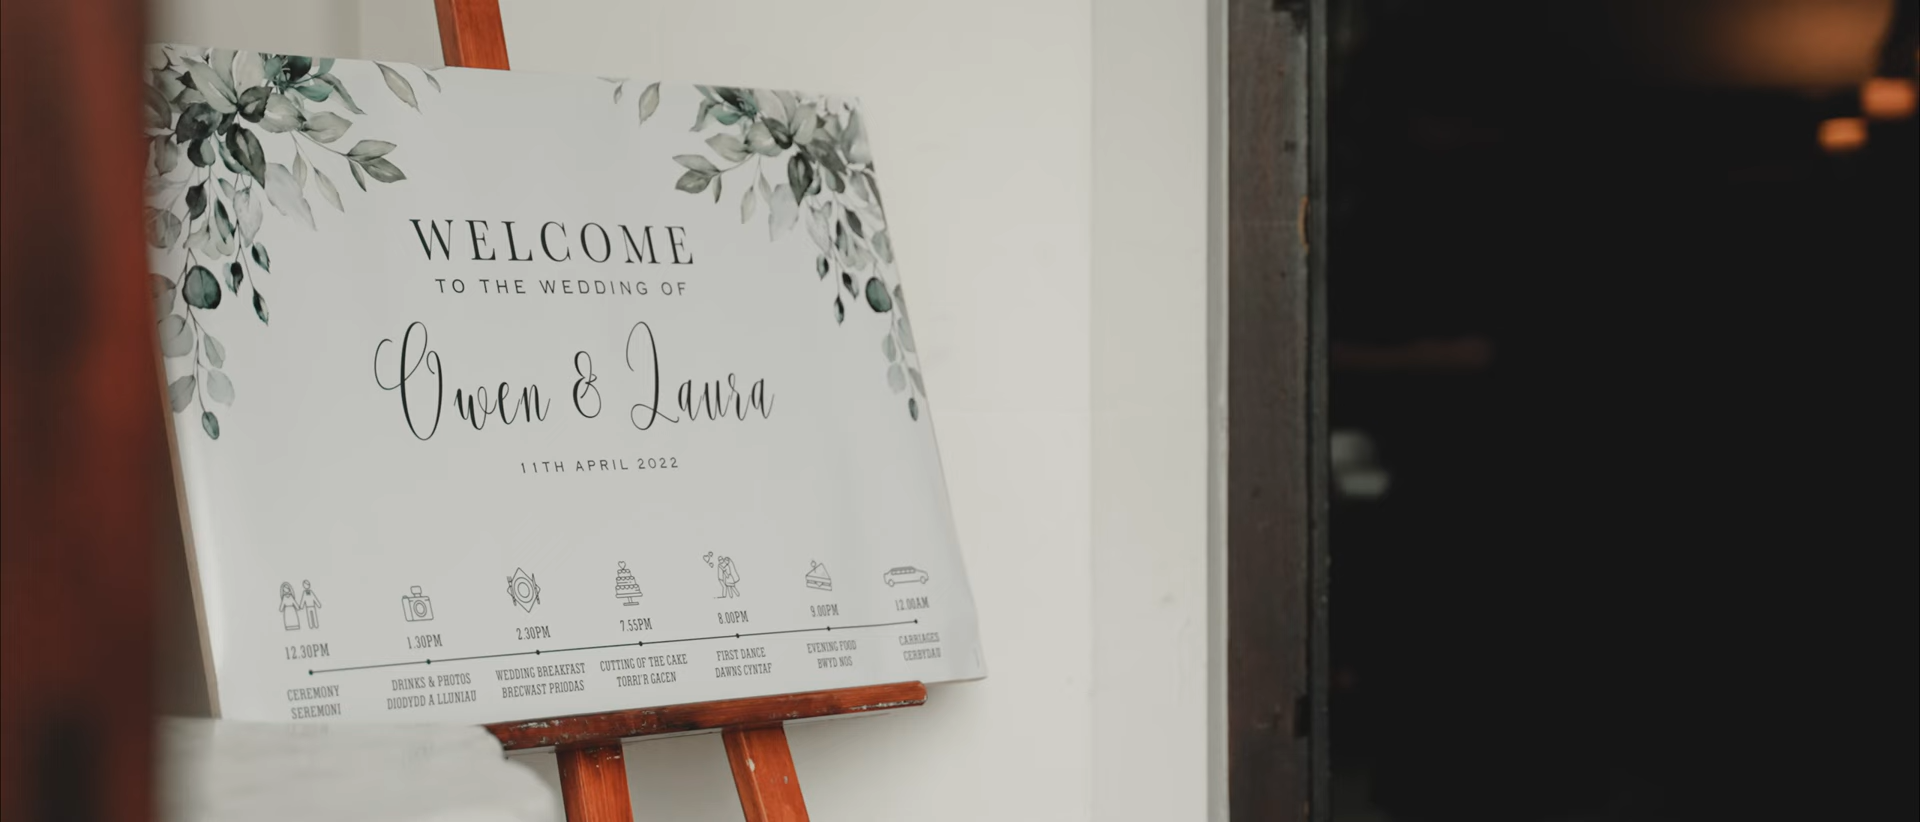 WELCOME
TO THE WEDDING OF
Owen & Laura
11TH APRIL 2022
12.30PM
CEREMONY
SEREMONI
1.30PM
DRINKS & PHOTOS
DIODYDD A LLUNIAU
2.30PM
WEDDING BREAKFAST
BRECWAST PRIODAS
7.55PM
CUTTING OF THE CAKE
TORRI'R GACEN
8.00PM
FIRST DANCE
DAWNS CYNTAF
9.00PM
EVENING FOOD
BWYD NOS
12.00AM
CARRIAGES
CERBYDAU